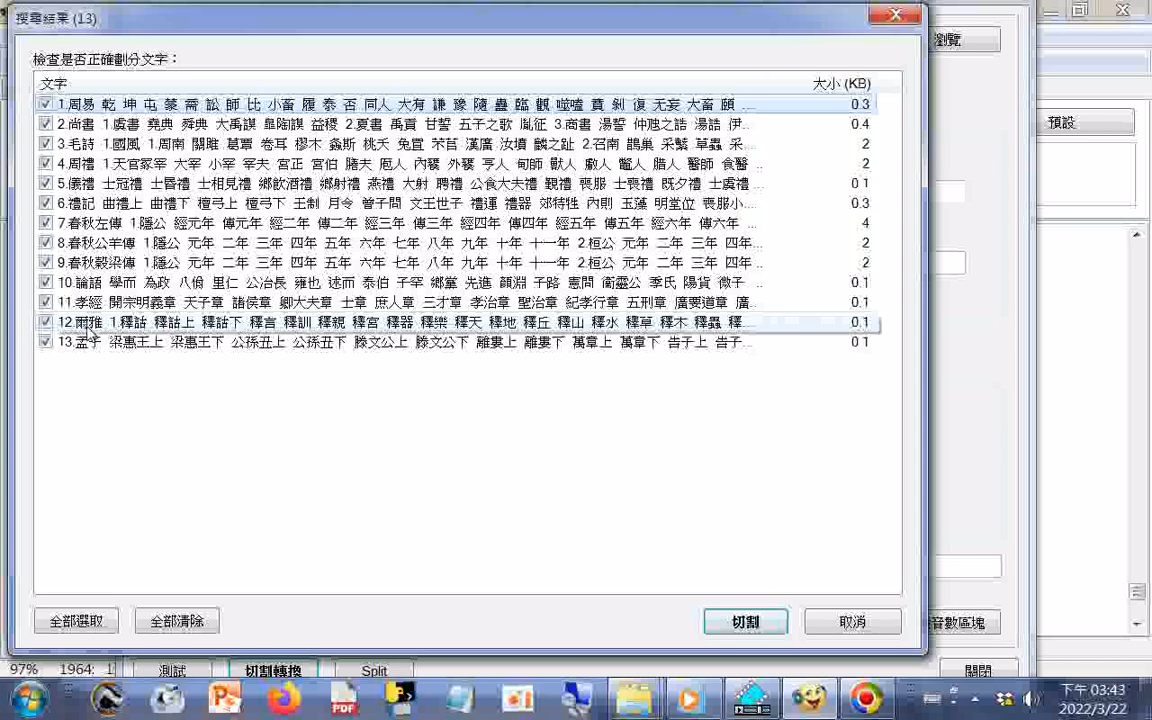 搜尋結果 (13)
瀏覽
檢查是否正確劃分文字：
文字 大小 (KB)
1.周易 乾 坤 屯 蒙 需 訟 師 比 小畜 履 泰 否 同人 大有 謙 豫 隨 蠱 臨 觀 噬嗑 賁 剝 復 无妄 大畜 頤 ... 0.3
2.尚書 1.虞書 堯典 舜典 大禹謨 皐陶謨 益稷 2.夏書 禹貢 甘誓 五子之歌 胤征 3.商書 湯誓 仲虺之誥 湯誥 伊... 0.4
3.毛詩 1.國風 1.周南 關雎 葛覃 卷耳 樛木 螽斯 桃夭 兔罝 芣苢 漢廣 汝墳 麟之趾 2.召南 鵲巢 采蘩 草蟲 采... 2
4.周禮 1.天官冢宰 大宰 小宰 宰夫 宮正 宮伯 膳夫 庖人 內饔 外饔 亨人 甸師 獸人 䱷人 鼈人 腊人 醫師 食醫 ... 2
5.儀禮 士冠禮 士昏禮 士相見禮 鄉飲酒禮 鄉射禮 燕禮 大射 聘禮 公食大夫禮 覲禮 喪服 士喪禮 既夕禮 士虞禮 ... 0.1
6.禮記 曲禮上 曲禮下 檀弓上 檀弓下 王制 月令 曾子問 文王世子 禮運 禮器 郊特牲 內則 玉藻 明堂位 喪服小... 0.3
7.春秋左傳 1.隱公 經元年 傳元年 經二年 傳二年 經三年 傳三年 經四年 傳四年 經五年 傳五年 經六年 傳六年 ... 4
8.春秋公羊傳 1.隱公 元年 二年 三年 四年 五年 六年 七年 八年 九年 十年 十一年 2.桓公 元年 二年 三年 四年... 2
9.春秋穀梁傳 1.隱公 元年 二年 三年 四年 五年 六年 七年 八年 九年 十年 十一年 2.桓公 元年 二年 三年 四年... 2
10.論語 學而 為政 八佾 里仁 公冶長 雍也 述而 泰伯 子罕 鄉黨 先進 顏淵 子路 憲問 衞靈公 季氏 陽貨 微子 ... 0.1
11.孝經 開宗明義章 天子章 諸侯章 卿大夫章 士章 庶人章 三才章 孝治章 聖治章 紀孝行章 五刑章 廣要道章 廣... 0.1
12.爾雅 1.釋詁 釋詁上 釋詁下 釋言 釋訓 釋親 釋宮 釋器 釋樂 釋天 釋地 釋丘 釋山 釋水 釋草 釋木 釋蟲 釋... 0.1
13.孟子 梁惠王上 梁惠王下 公孫丑上 公孫丑下 滕文公上 滕文公下 離婁上 離婁下 萬章上 萬章下 告子上 告子... 0.1
預設
全部選取 全部清除 切割 取消
音數區塊
97% 1964: 1 測試 切割轉換 Split 關閉
PDF
下午 03:43
2022/3/22